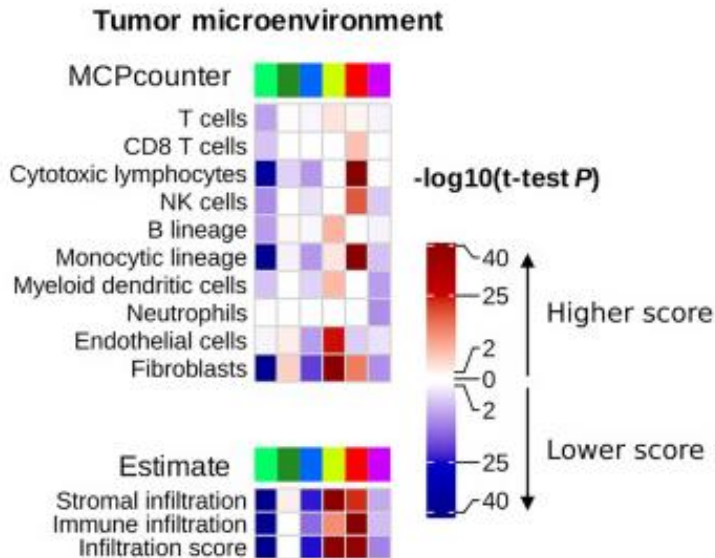 Tumor microenvironment
MCPcounter
T cells
CD8 T cells
Cytotoxic lymphocytes
NK cells
B lineage
Monocytic lineage
Myeloid dendritic cells
Neutrophils
Endothelial cells
Fibroblasts
-log10(t-test P)
40
25
2
0
2
25
40
Higher score
Lower score
Estimate
Stromal infiltration
Immune infiltration
Infiltration score